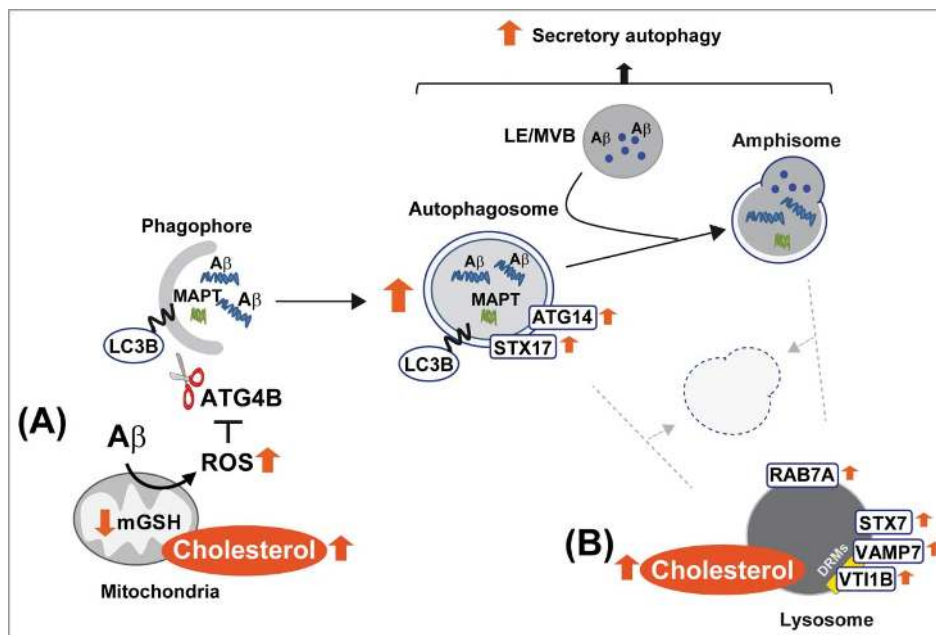 Secretory autophagy
LE/MVB
Aβ
Aβ
Amphisome
Autophagosome
Phagophore
Aβ
MAPT
Aβ
LC3B
Aβ
Aβ
MAPT
ATG14
STX17
LC3B
ATG4B
(A)
Aβ
ROS
mGSH
Cholesterol
Mitochondria
RAB7A
STX7
(B)
VAMP7
Cholesterol
DRMs
VTI1B
Lysosome